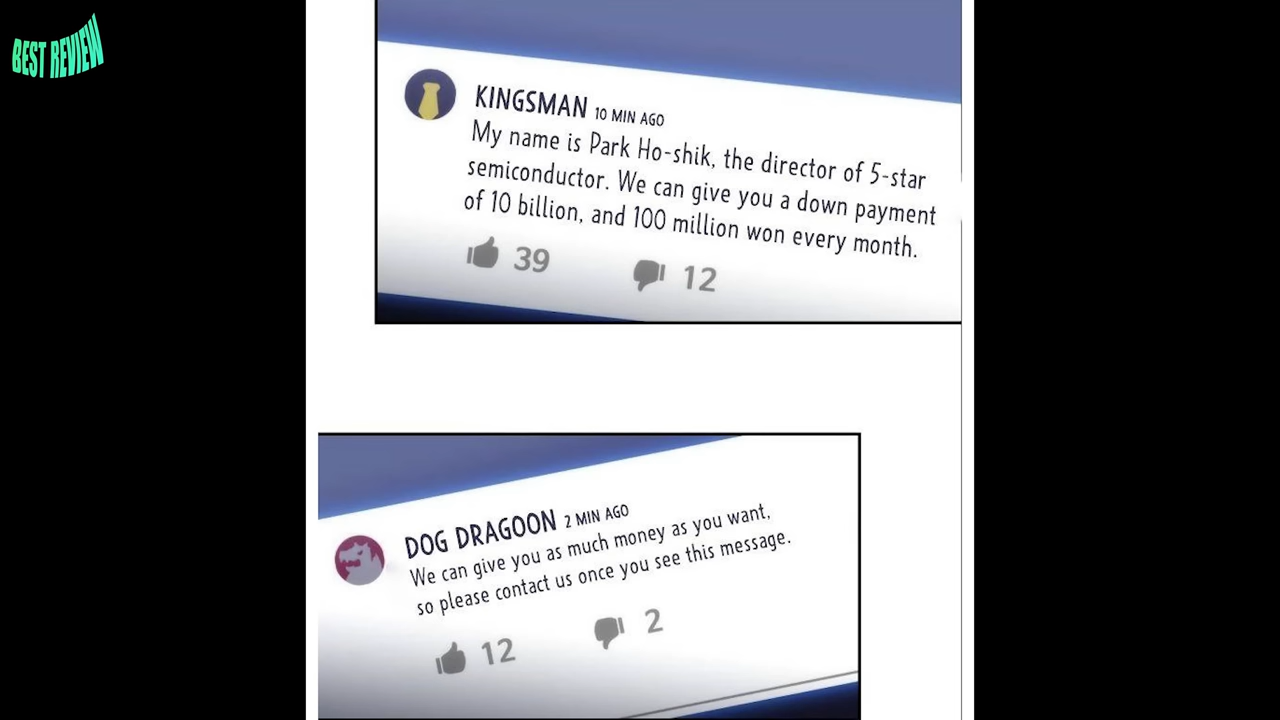 BEST REVIEW
KINGSMAN 10 MIN AGO
My name is Park Ho-shik, the director of 5-star
semiconductor. We can give you a down payment
of 10 billion, and 100 million won every month.
39 12
DOG DRAGOON 2 MIN AGO
We can give you as much money as you want,
so please contact us once you see this message.
12 2